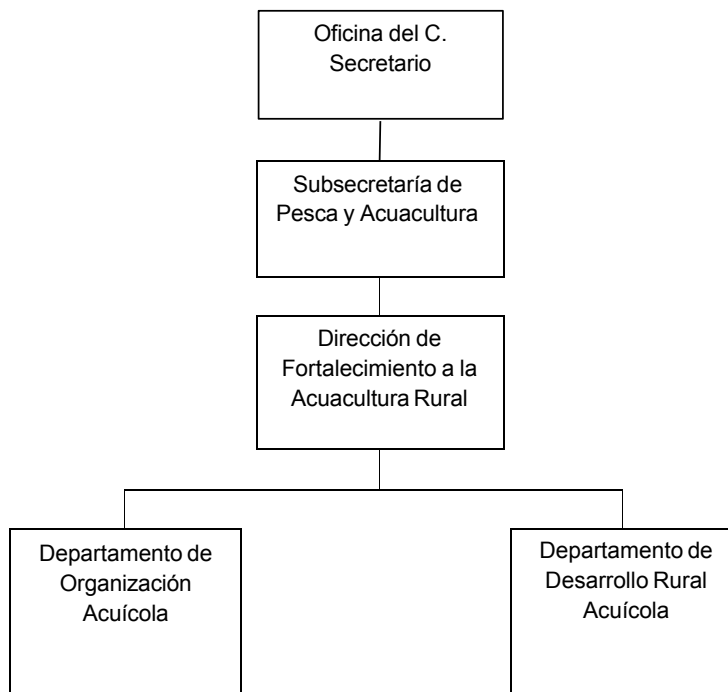 Oficina del C.
Secretario
Subsecretaría de
Pesca y Acuacultura
Dirección de
Fortalecimiento a la
Acuacultura Rural
Departamento de
Organización
Acuícola
Departamento de
Desarrollo Rural
Acuícola